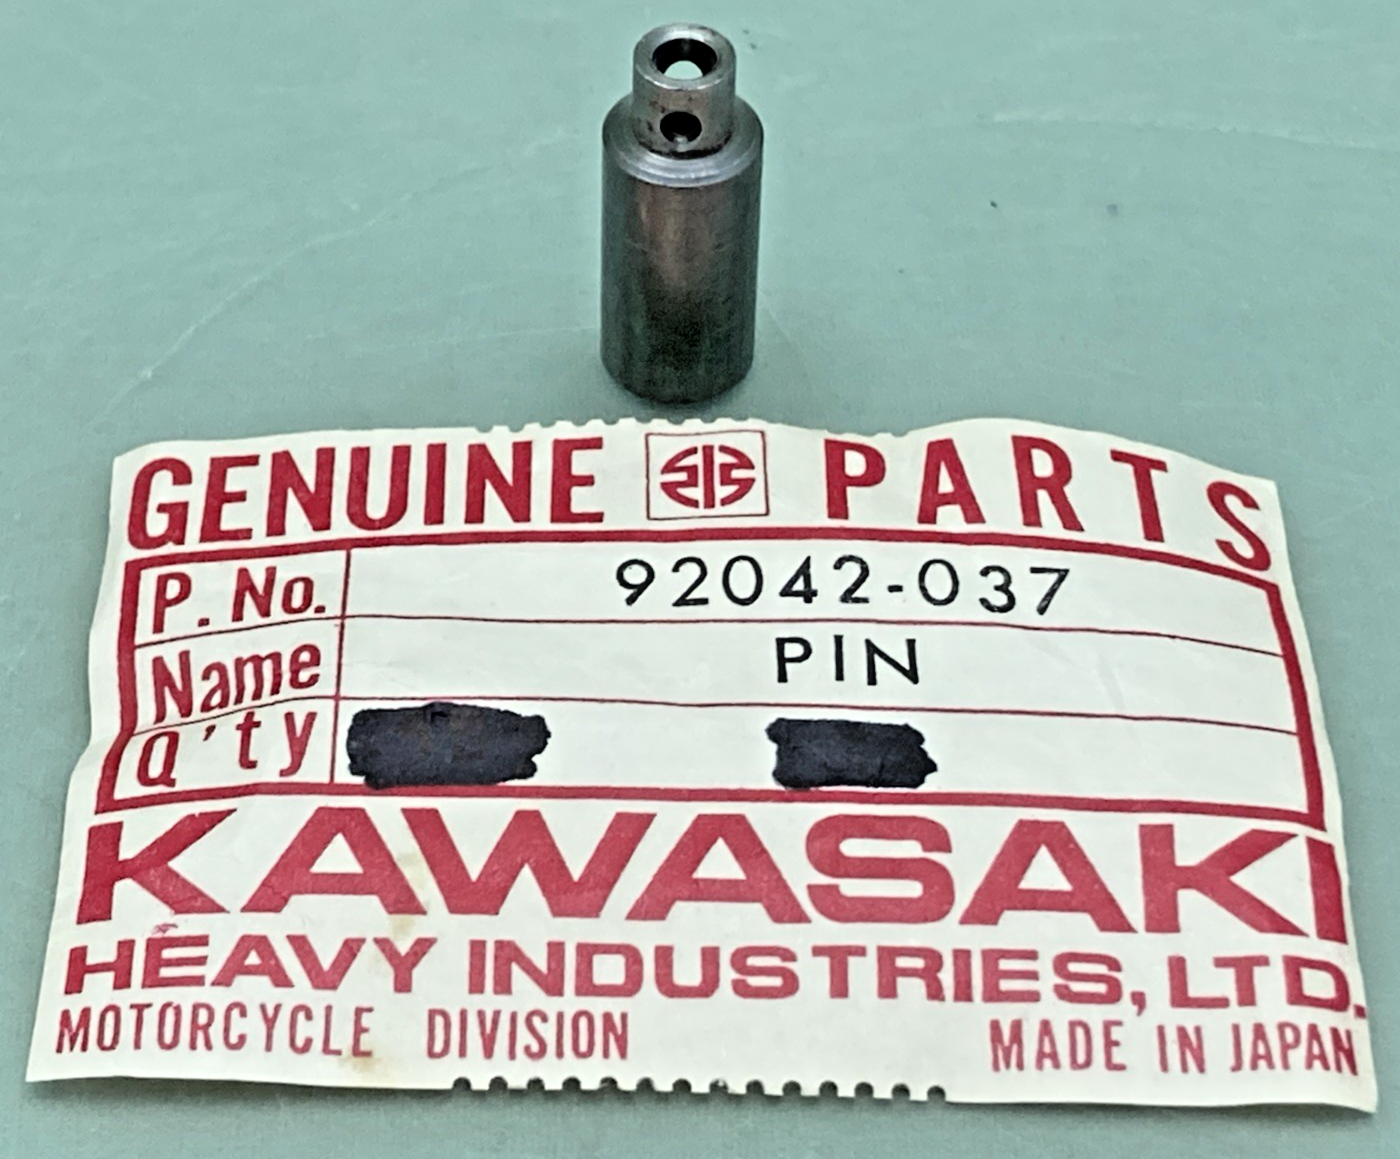 GENUINE PARTS
P. No. 92042-037
Name PIN
Q'ty
KAWASAKI
HEAVY INDUSTRIES, LTD.
MOTORCYCLE DIVISION MADE IN JAPAN